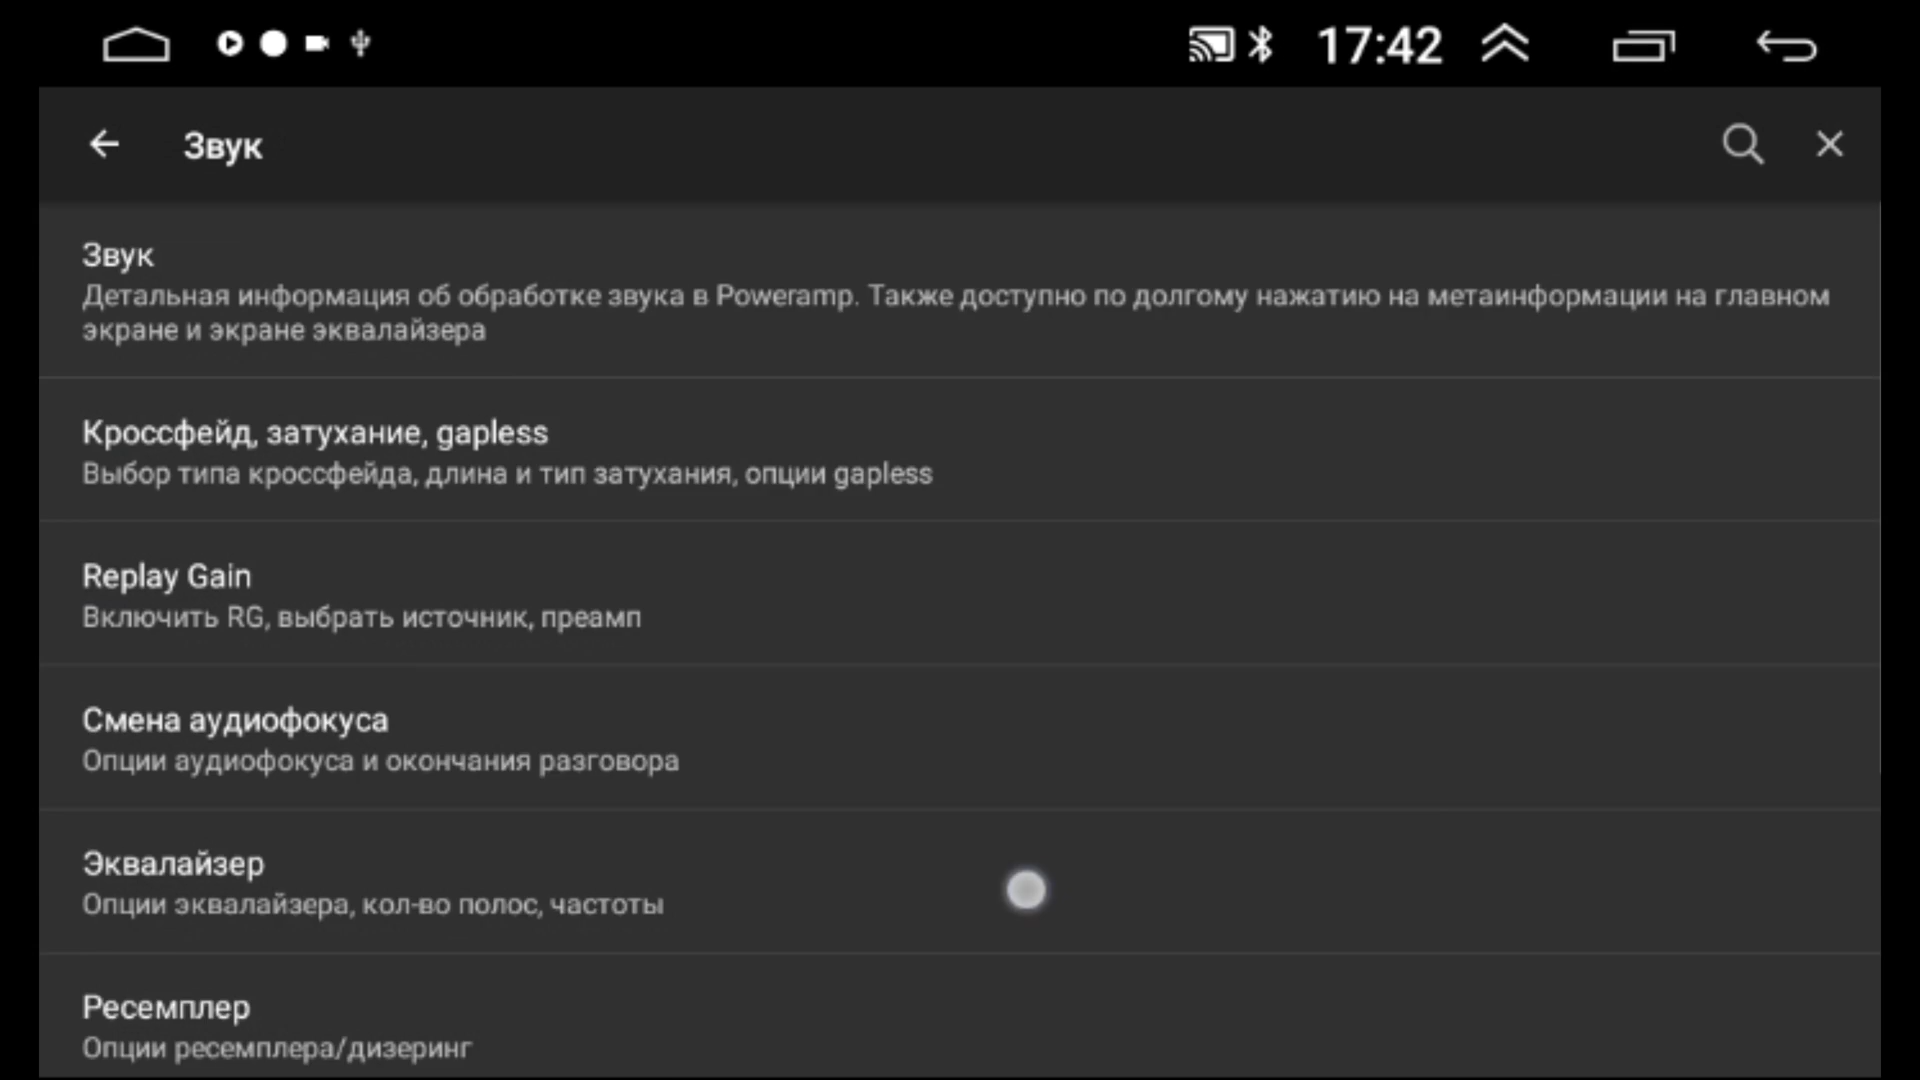 17:42
Звук
Звук
Детальная информация об обработке звука в Poweramp. Также доступно по долгому нажатию на метаинформации на главном
экране и экране эквалайзера
Кроссфейд, затухание, gapless
Выбор типа кроссфейда, длина и тип затухания, опции gapless
Replay Gain
Включить RG, выбрать источник, преамп
Смена аудиофокуса
Опции аудиофокуса и окончания разговора
Эквалайзер
Опции эквалайзера, кол-во полос, частоты
Ресемплер
Опции ресемплера/дизеринг